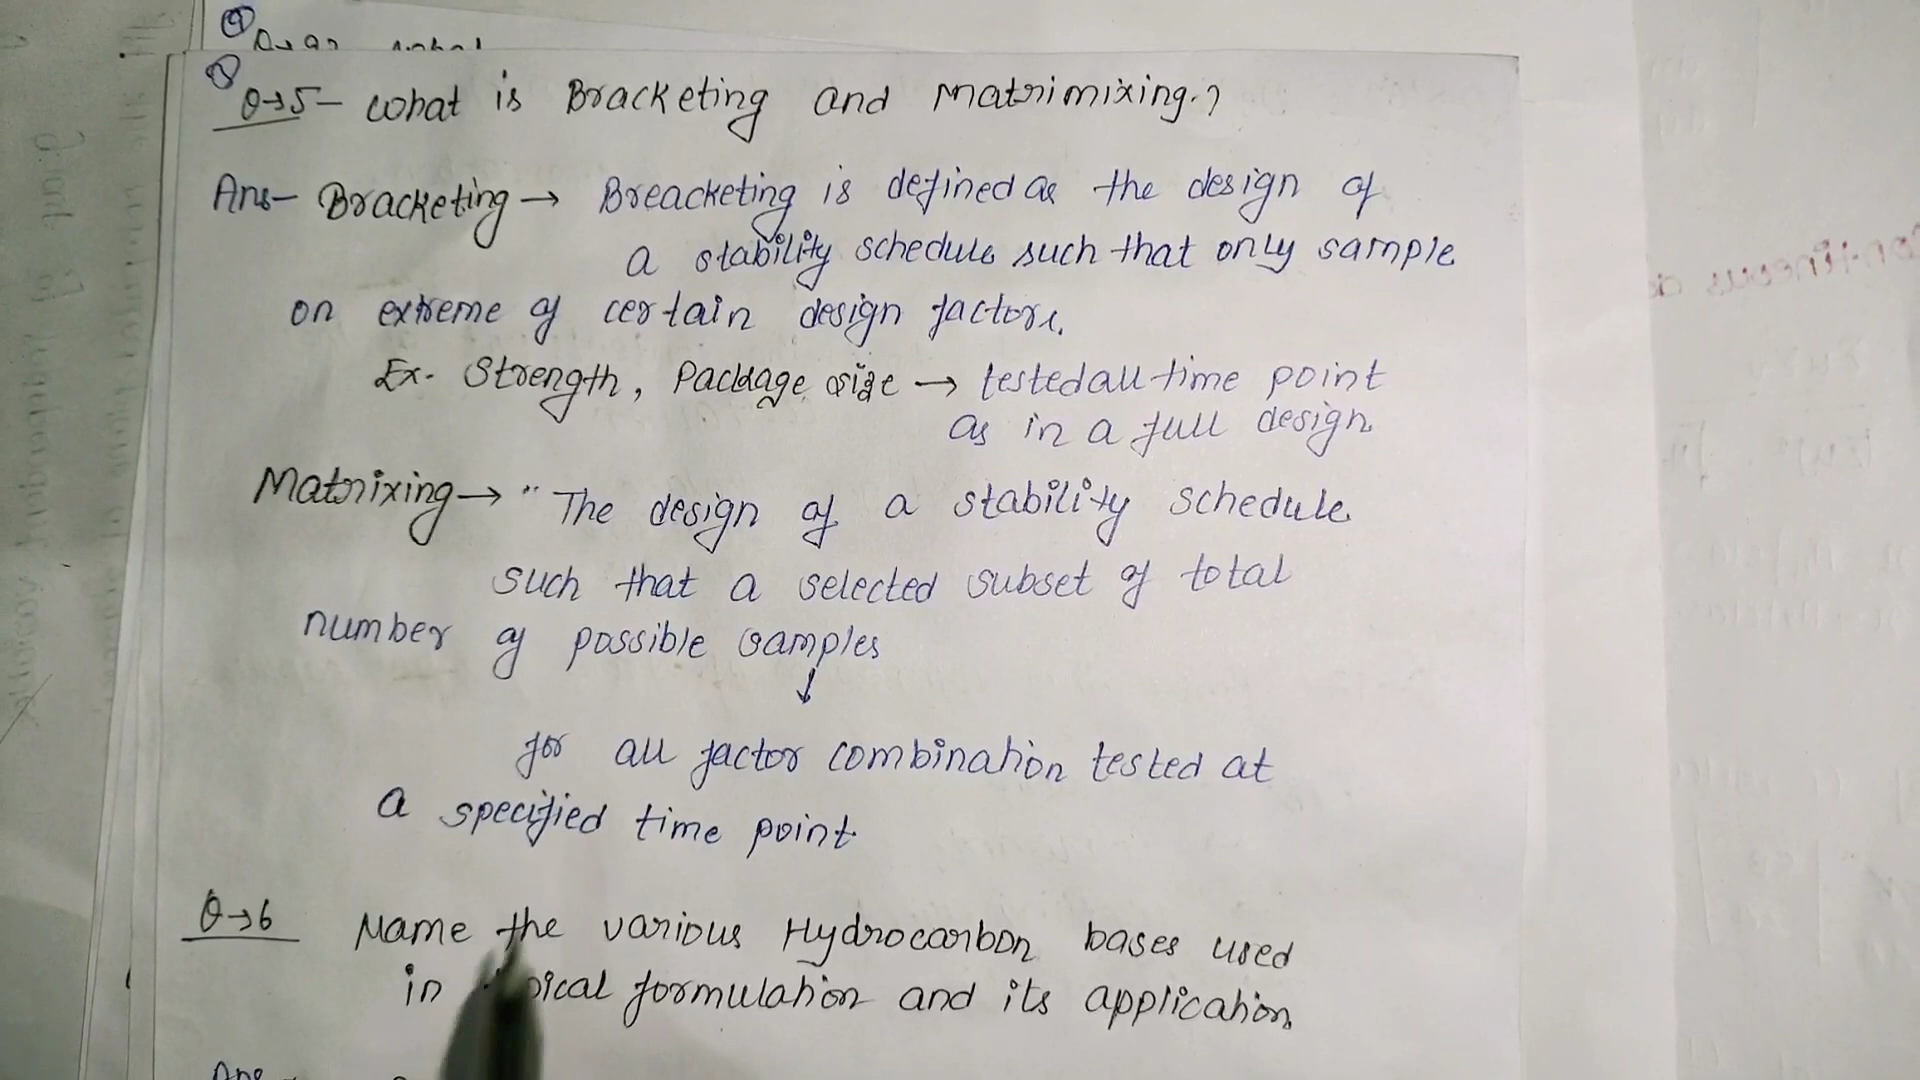 Q→5- What is Bracketing and Matrimixing.?
Ans- Bracketing → Breacketing is defined as the design of
a stability schedule such that only sample
on extreme of certain design factors.
Ex. Strength, Package size → tested all time point
as in a full design.
Matrixing → "The design of a stability schedule
such that a selected subset of total
number of possible samples
↓
for all factor combination tested at
a specified time point
Q→6 Name the various Hydrocarbon bases used
in formulation and its application.
Ans